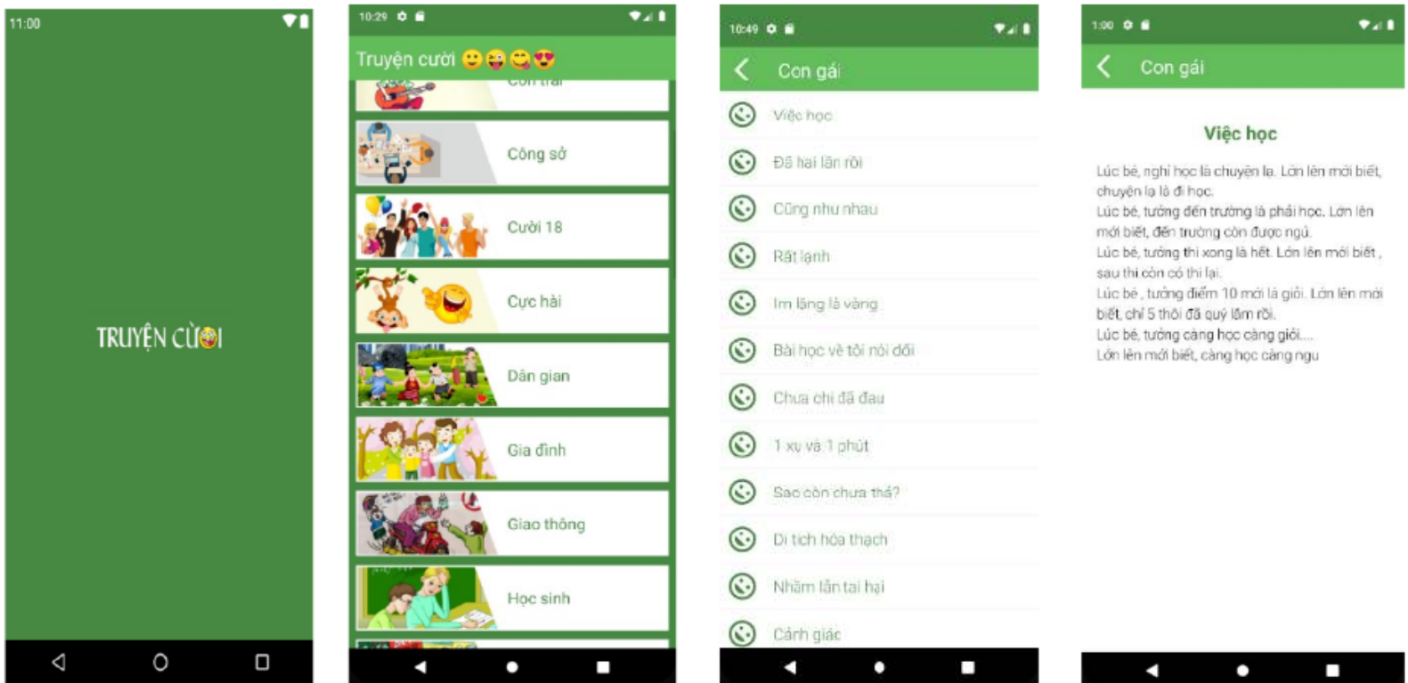 11:00
TRUYỆN CƯỜI
10:29
Truyện cười 🙂😜😋😍
Con trai
Công sở
Cười 18
Cực hài
Dân gian
Gia đình
Giao thông
Học sinh
10:49
Con gái
Việc học
Đã hai lần rồi
Cũng như nhau
Rất lạnh
Im lặng là vàng
Bài học về tội nói dối
Chưa chi đã đau
1 xu và 1 phút
Sao còn chưa thả?
Di tích hóa thạch
Nhầm lẫn tai hại
Cảnh giác
1:00
Con gái
Việc học
Lúc bé, nghỉ học là chuyện lạ. Lớn lên mới biết,
chuyện lạ là đi học.
Lúc bé, tưởng đến trường là phải học. Lớn lên
mới biết, đến trường còn được ngủ.
Lúc bé, tưởng thi xong là hết. Lớn lên mới biết ,
sau thi còn có thi lại.
Lúc bé , tưởng điểm 10 mới là giỏi. Lớn lên mới
biết, chỉ 5 thôi đã quý lắm rồi.
Lúc bé, tưởng càng học càng giỏi....
Lớn lên mới biết, càng học càng ngu